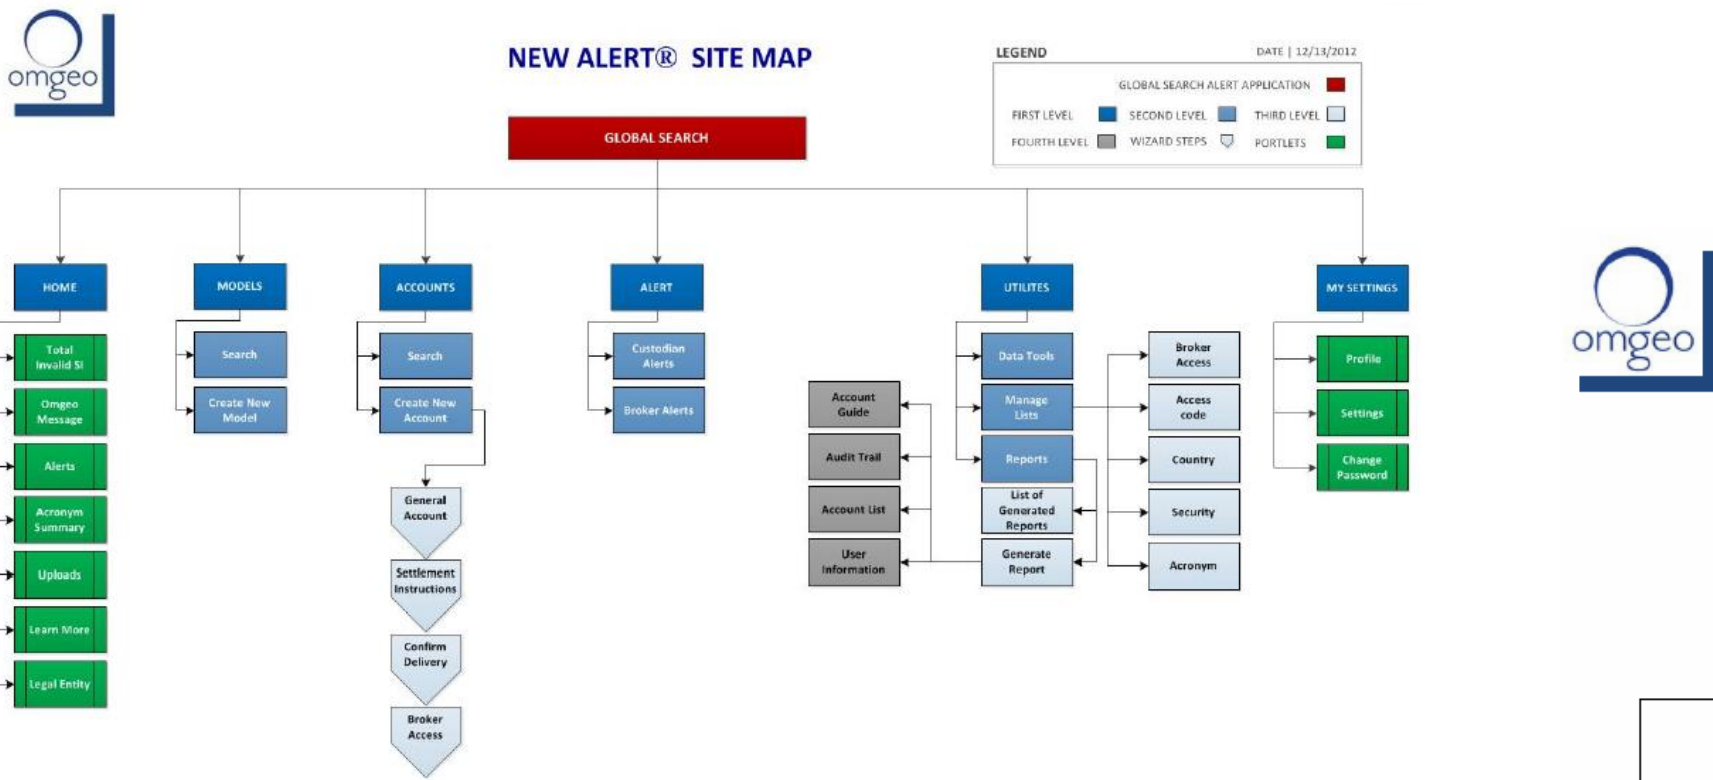 omgeo
NEW ALERT® SITE MAP
LEGEND
DATE | 12/13/2012
GLOBAL SEARCH ALERT APPLICATION
FIRST LEVEL
SECOND LEVEL
THIRD LEVEL
FOURTH LEVEL
WIZARD STEPS
PORTLETS
GLOBAL SEARCH
HOME
MODELS
ACCOUNTS
ALERT
UTILITES
MY SETTINGS
Total
Invalid SI
Omgeo
Message
Alerts
Acronym
Summary
Uploads
Learn More
Legal Entity
Search
Create New
Model
Search
Create New
Account
General
Account
Settlement
Instructions
Confirm
Delivery
Broker
Access
Custodian
Alerts
Broker Alerts
Account
Guide
Audit Trail
Account List
User
Information
Data Tools
Manage
Lists
Reports
List of
Generated
Reports
Generate
Report
Broker
Access
Access
code
Country
Security
Acronym
Profile
Settings
Change
Password
omgeo